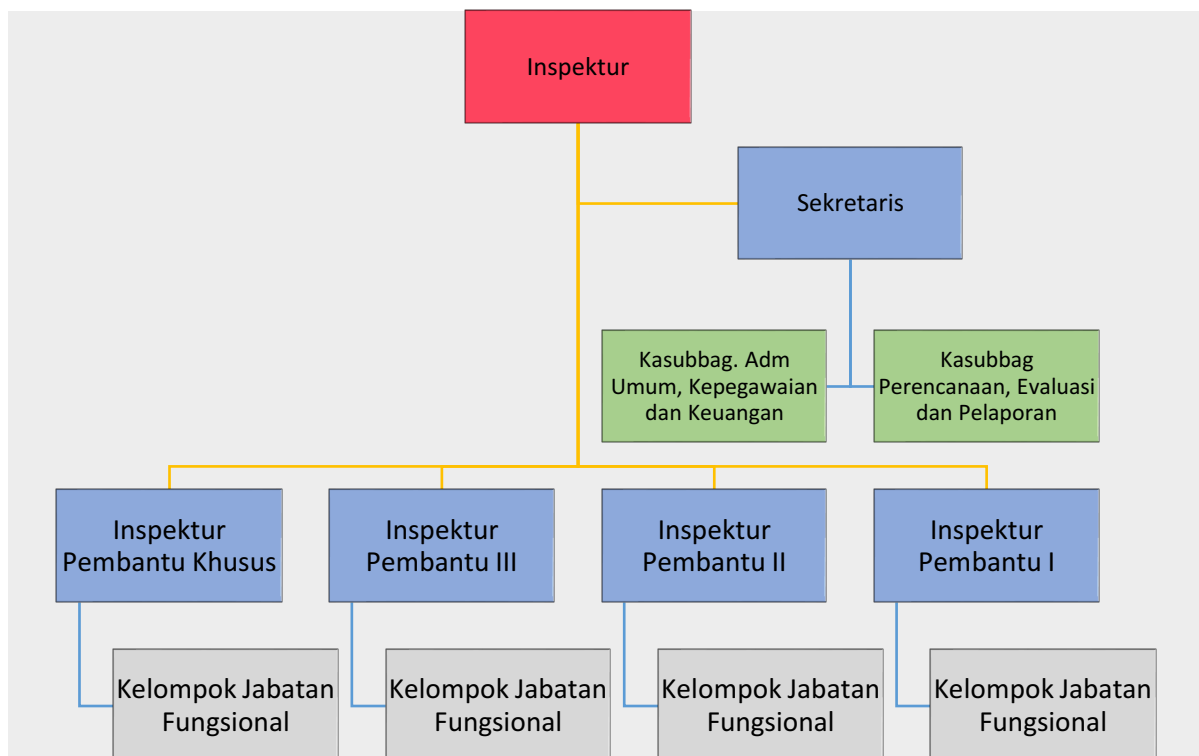 Inspektur
Sekretaris
Kasubbag. Adm
Umum, Kepegawaian
dan Keuangan
Kasubbag
Perencanaan, Evaluasi
dan Pelaporan
Inspektur
Pembantu Khusus
Inspektur
Pembantu III
Inspektur
Pembantu II
Inspektur
Pembantu I
Kelompok Jabatan
Fungsional
Kelompok Jabatan
Fungsional
Kelompok Jabatan
Fungsional
Kelompok Jabatan
Fungsional